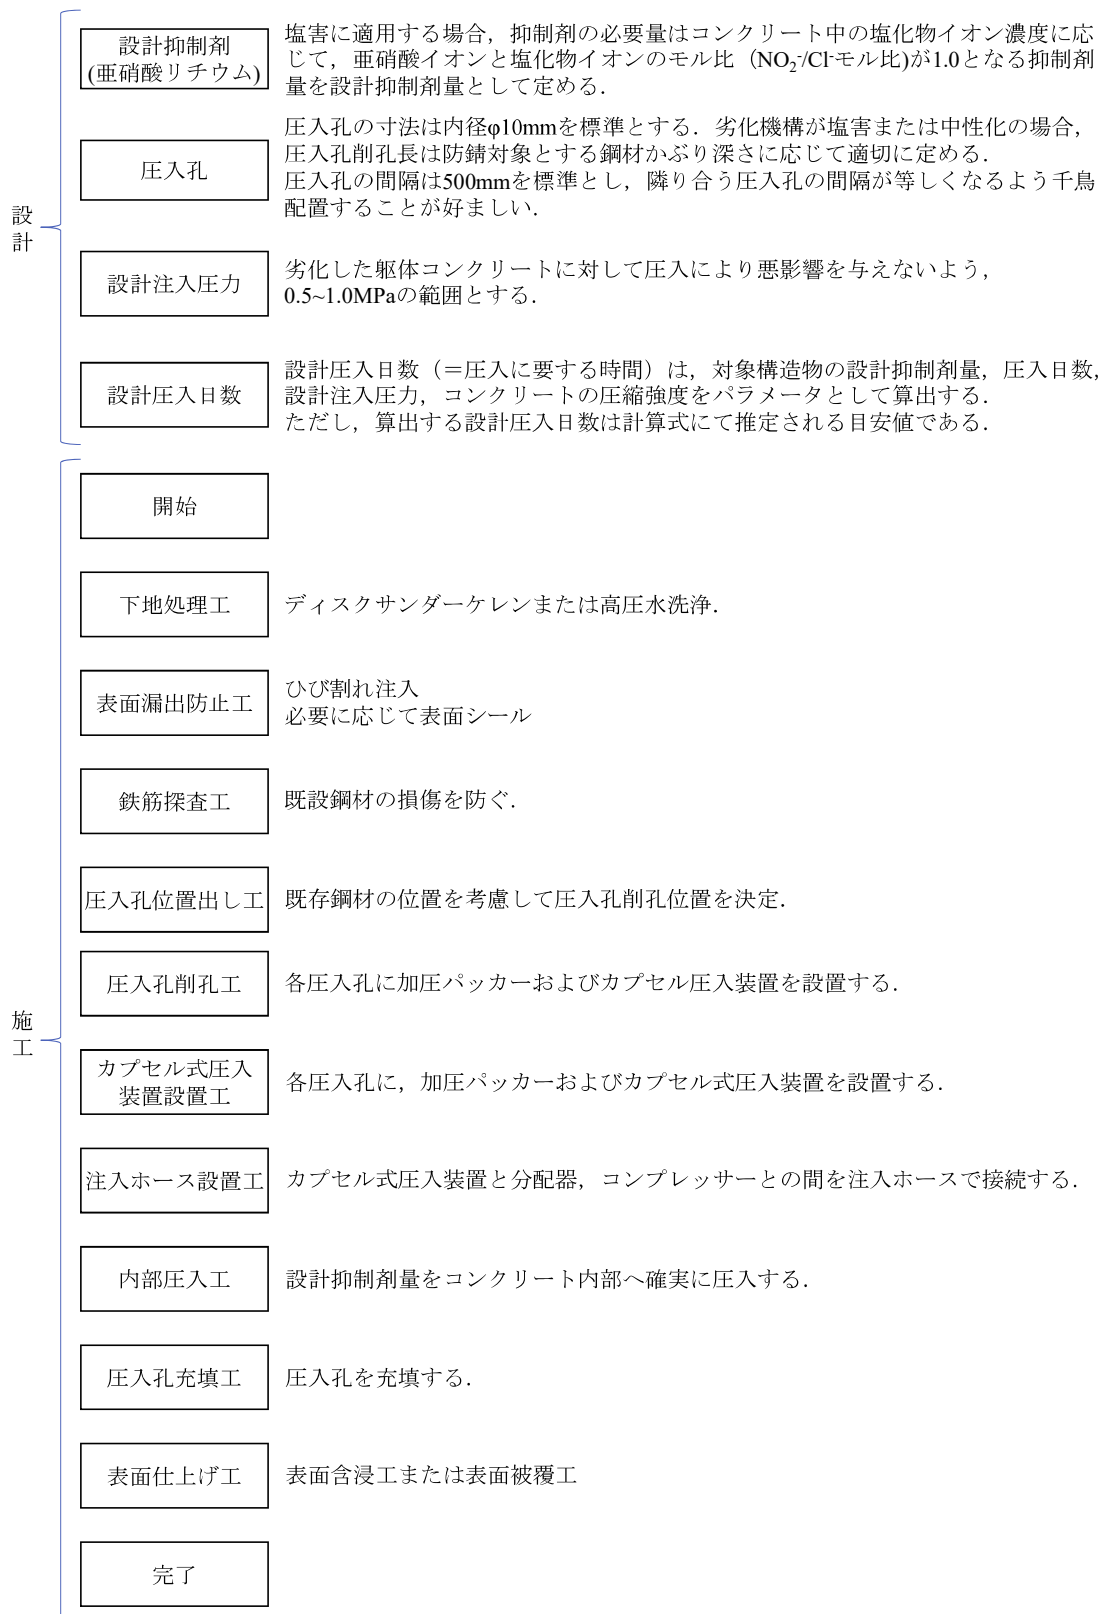 設計
設計抑制剤
(亜硝酸リチウム)
塩害に適用する場合，抑制剤の必要量はコンクリート中の塩化物イオン濃度に応
じて，亜硝酸イオンと塩化物イオンのモル比（NO₂⁻/Cl⁻モル比)が1.0となる抑制剤
量を設計抑制剤量として定める．
圧入孔
圧入孔の寸法は内径φ10mmを標準とする．劣化機構が塩害または中性化の場合，
圧入孔削孔長は防錆対象とする鋼材かぶり深さに応じて適切に定める．
圧入孔の間隔は500mmを標準とし，隣り合う圧入孔の間隔が等しくなるよう千鳥
配置することが好ましい．
設計注入圧力
劣化した躯体コンクリートに対して圧入により悪影響を与えないよう，
0.5~1.0MPaの範囲とする．
設計圧入日数
設計圧入日数（＝圧入に要する時間）は，対象構造物の設計抑制剤量，圧入日数，
設計注入圧力，コンクリートの圧縮強度をパラメータとして算出する．
ただし，算出する設計圧入日数は計算式にて推定される目安値である．
施工
開始
下地処理工
ディスクサンダーケレンまたは高圧水洗浄．
表面漏出防止工
ひび割れ注入
必要に応じて表面シール
鉄筋探査工
既設鋼材の損傷を防ぐ．
圧入孔位置出し工
既存鋼材の位置を考慮して圧入孔削孔位置を決定．
圧入孔削孔工
各圧入孔に加圧パッカーおよびカプセル圧入装置を設置する．
カプセル式圧入
装置設置工
各圧入孔に，加圧パッカーおよびカプセル式圧入装置を設置する．
注入ホース設置工
カプセル式圧入装置と分配器，コンプレッサーとの間を注入ホースで接続する．
内部圧入工
設計抑制剤量をコンクリート内部へ確実に圧入する．
圧入孔充填工
圧入孔を充填する．
表面仕上げ工
表面含浸工または表面被覆工
完了